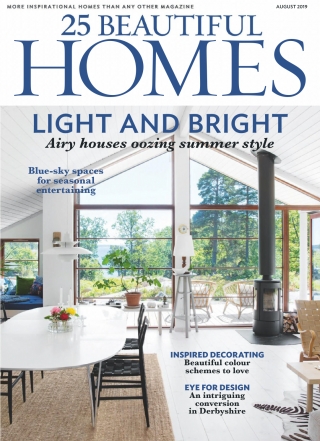 MORE INSPIRATIONAL HOMES THAN ANY OTHER MAGAZINE
AUGUST 2019
25 BEAUTIFUL
HOMES
LIGHT AND BRIGHT
Airy houses oozing summer style
Blue-sky spaces
for seasonal
entertaining
INSPIRED DECORATING
Beautiful colour
schemes to love
EYE FOR DESIGN
An intriguing
conversion
in Derbyshire